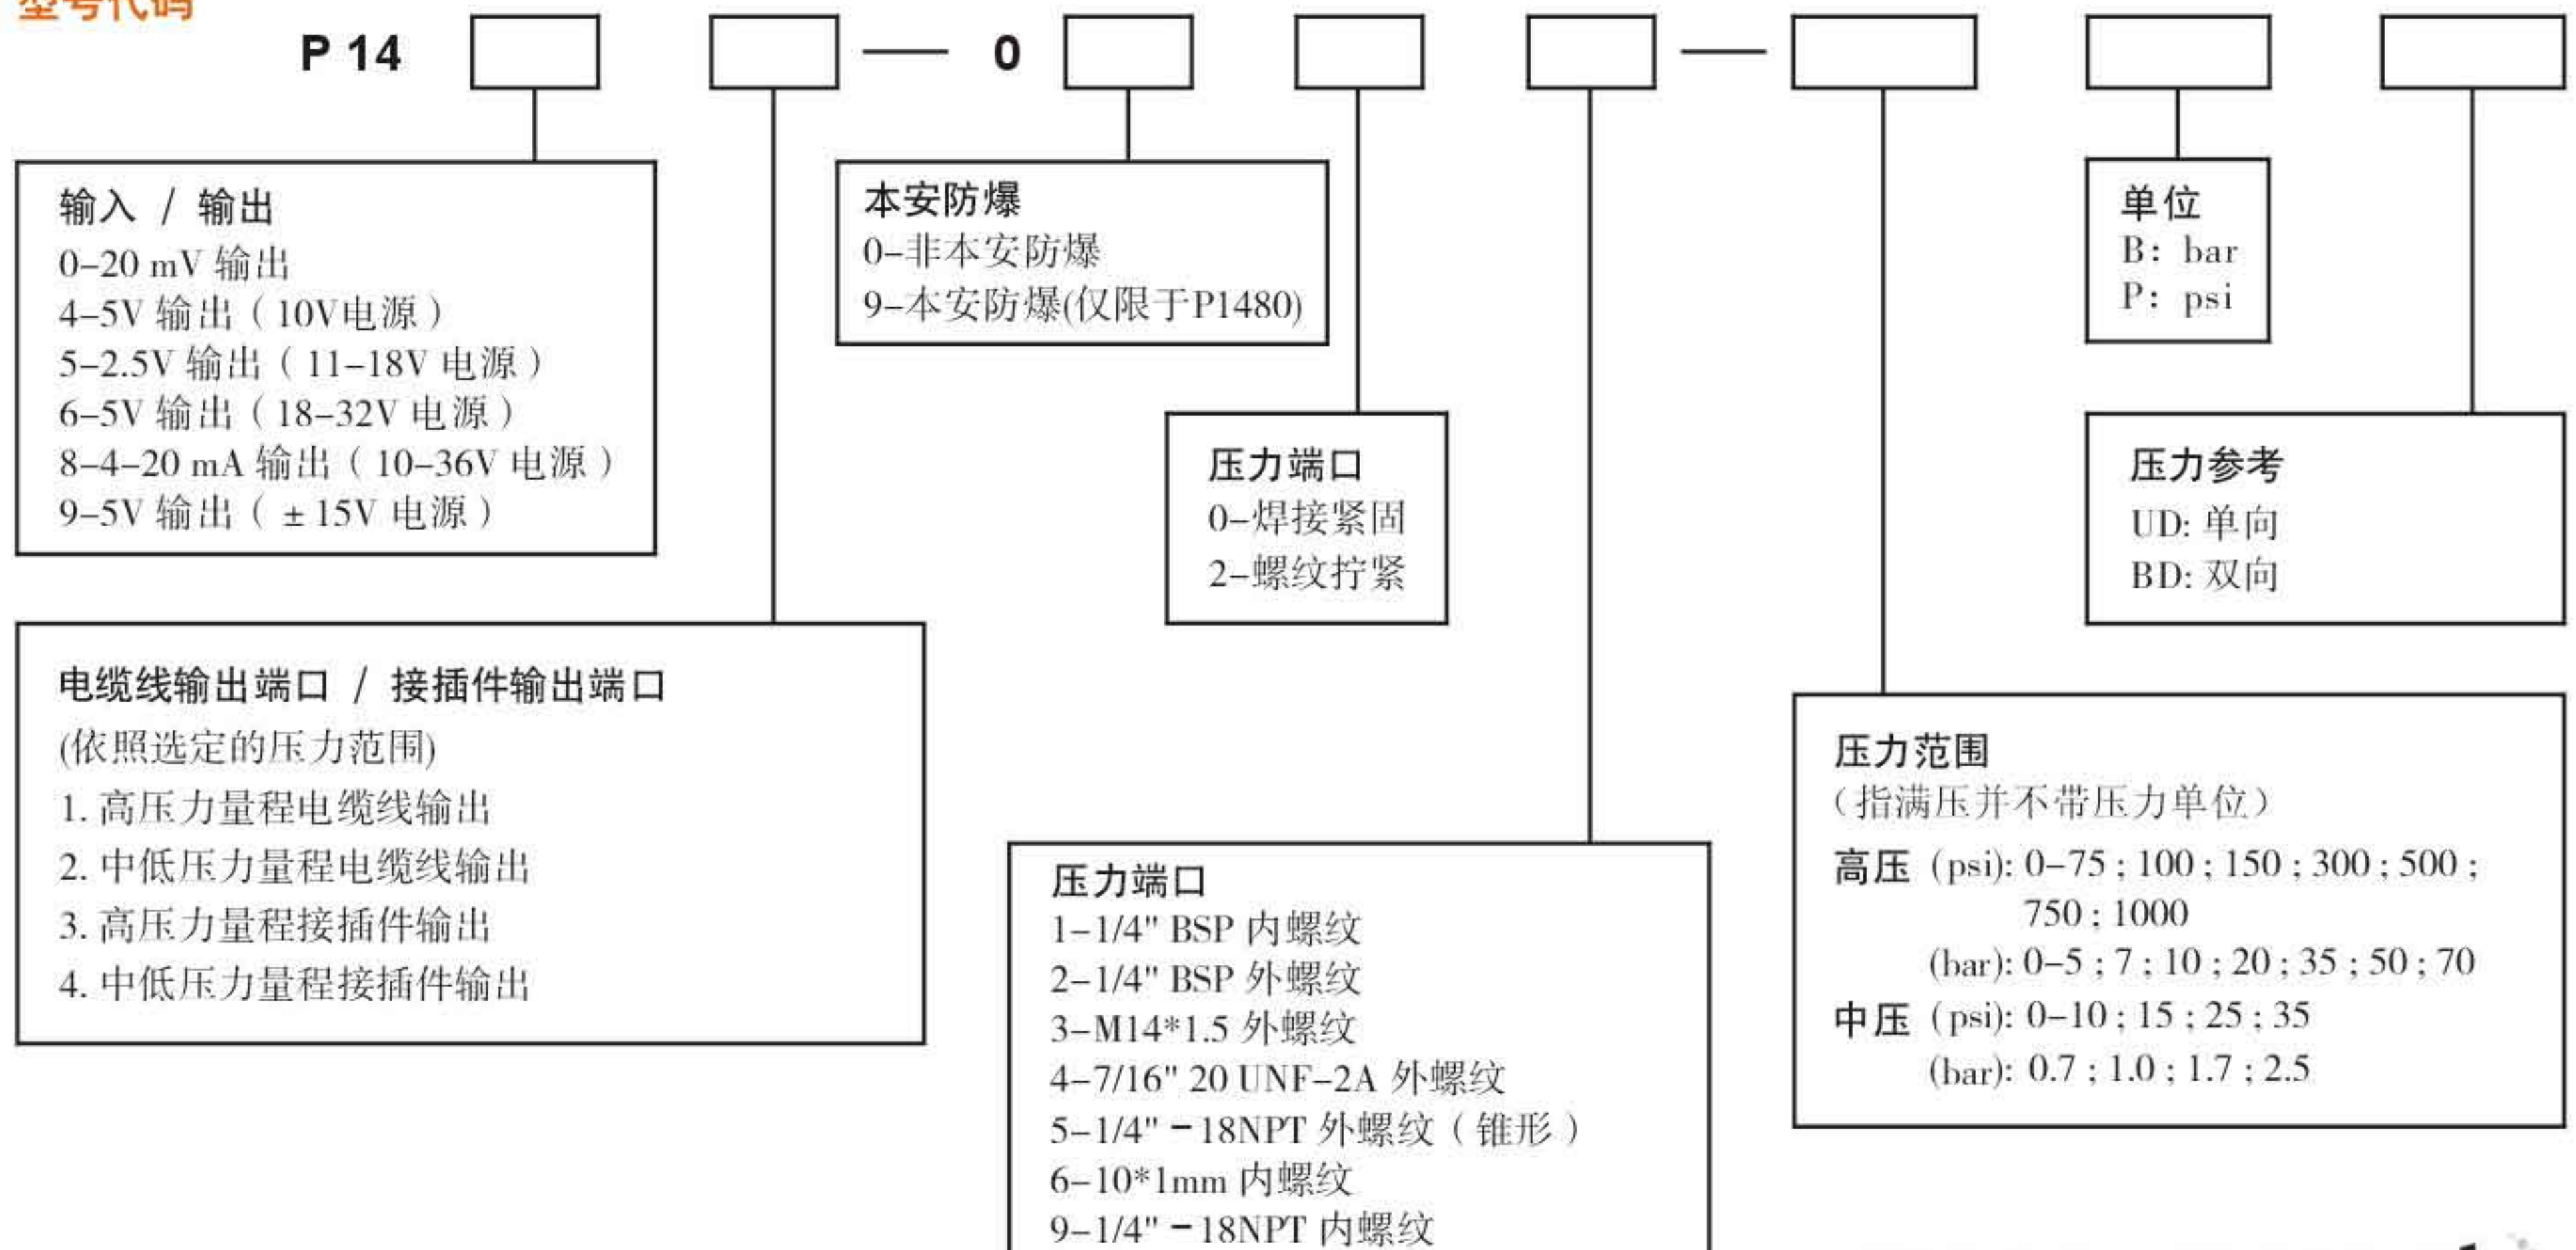 型号代码
P 14 — 0 —
输入 / 输出
0–20 mV 输出
4–5V 输出（10V电源）
5–2.5V 输出（11–18V 电源）
6–5V 输出（18–32V 电源）
8–4–20 mA 输出（10–36V 电源）
9–5V 输出（±15V 电源）
本安防爆
0–非本安防爆
9–本安防爆(仅限于P1480)
单位
B: bar
P: psi
压力端口
0–焊接紧固
2–螺纹拧紧
压力参考
UD: 单向
BD: 双向
电缆线输出端口 / 接插件输出端口
(依照选定的压力范围)
1. 高压力量程电缆线输出
2. 中低压力量程电缆线输出
3. 高压力量程接插件输出
4. 中低压力量程接插件输出
压力端口
1–1/4" BSP 内螺纹
2–1/4" BSP 外螺纹
3–M14*1.5 外螺纹
4–7/16" 20 UNF–2A 外螺纹
5–1/4" –18NPT 外螺纹（锥形）
6–10*1mm 内螺纹
9–1/4" –18NPT 内螺纹
压力范围
（指满压并不带压力单位）
高压 (psi): 0–75 ; 100 ; 150 ; 300 ; 500 ;
750 ; 1000
(bar): 0–5 ; 7 ; 10 ; 20 ; 35 ; 50 ; 70
中压 (psi): 0–10 ; 15 ; 25 ; 35
(bar): 0.7 ; 1.0 ; 1.7 ; 2.5